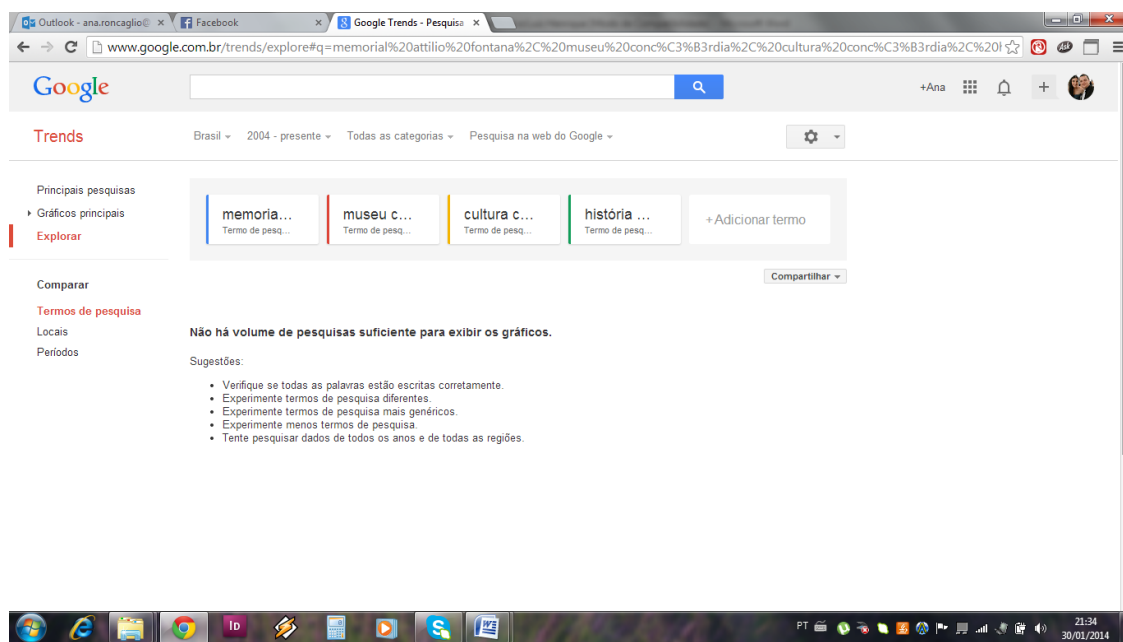 Outlook - ana.roncaglio@
Facebook
Google Trends - Pesquisa
www.google.com.br/trends/explore#q=memorial%20attilio%20fontana%2C%20museu%20conc%C3%B3rdia%2C%20cultura%20conc%C3%B3rdia%2C%20h
Google
+Ana
Trends
Brasil
2004 - presente
Todas as categorias
Pesquisa na web do Google
Principais pesquisas
Gráficos principais
Explorar
memoria...
Termo de pesq...
museu c...
Termo de pesq...
cultura c...
Termo de pesq...
história ...
Termo de pesq...
+Adicionar termo
Compartilhar
Comparar
Termos de pesquisa
Locais
Períodos
Não há volume de pesquisas suficiente para exibir os gráficos.
Sugestões:
Verifique se todas as palavras estão escritas corretamente.
Experimente termos de pesquisa diferentes.
Experimente termos de pesquisa mais genéricos.
Experimente menos termos de pesquisa.
Tente pesquisar dados de todos os anos e de todas as regiões.
ID
PT
21:34
30/01/2014